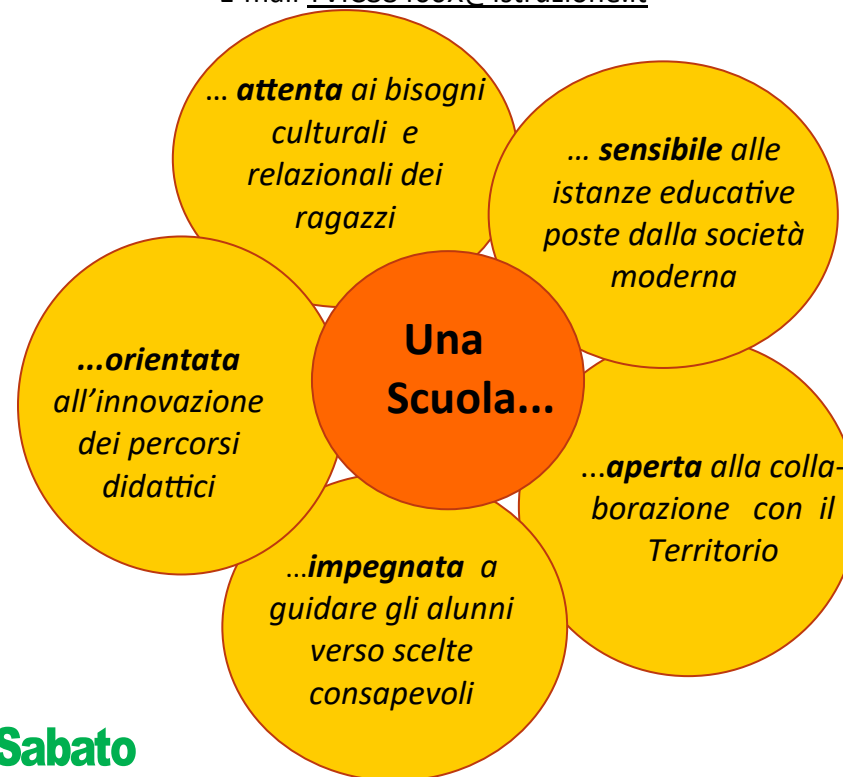 ... attenta ai bisogni
culturali e
relazionali dei
ragazzi
... sensibile alle
istanze educative
poste dalla società
moderna
Una
Scuola...
...orientata
all'innovazione
dei percorsi
didattici
...aperta alla colla-
borazione con il
Territorio
...impegnata a
guidare gli alunni
verso scelte
consapevoli
Sabato